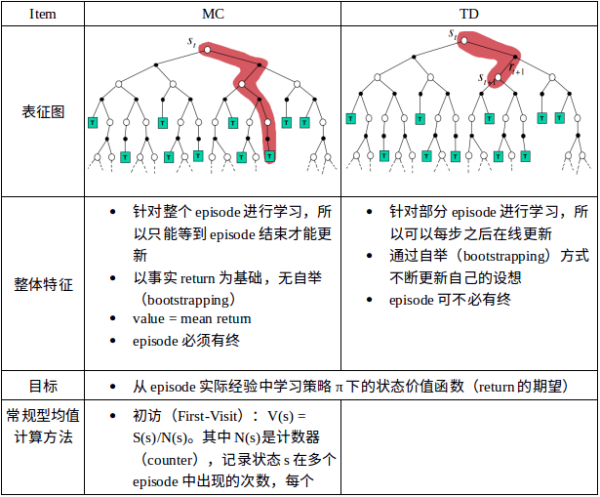 Item
MC
TD
表征图
s_t
T
T
T
T
T
T
T
T
s_t
r_{t+1}
s_{t+1}
T
T
T
T
T
T
T
T
整体特征
• 针对整个 episode 进行学习，所
以只能等到 episode 结束才能更
新
• 以事实 return 为基础，无自举
（bootstrapping）
• value = mean return
• episode 必须有终
• 针对部分 episode 进行学习，所
以可以每步之后在线更新
• 通过自举（bootstrapping）方式
不断更新自己的设想
• episode 可不必有终
目标
• 从 episode 实际经验中学习策略 π 下的状态价值函数（return 的期望）
常规型均值
计算方法
• 初访（First-Visit）：V(s) =
S(s)/N(s)。其中 N(s)是计数器
（counter），记录状态 s 在多个
episode 中出现的次数，每个